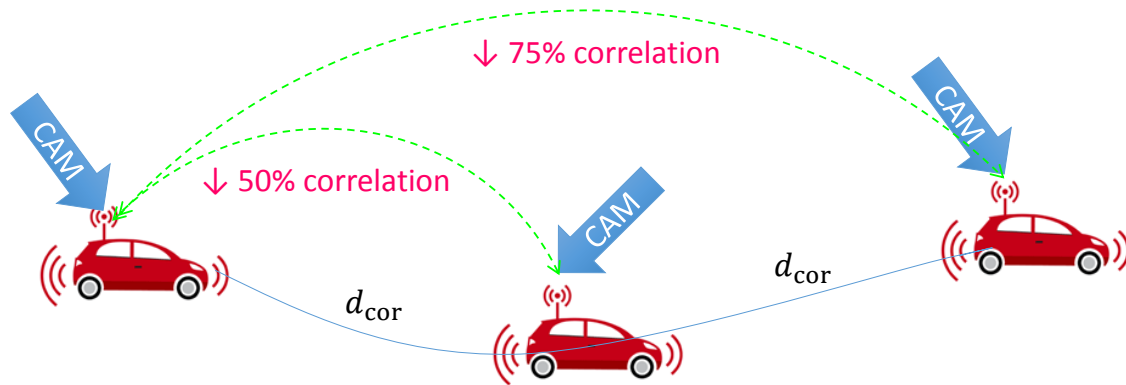 ↓ 75% correlation
CAM
CAM
↓ 50% correlation
CAM
d_cor
d_cor